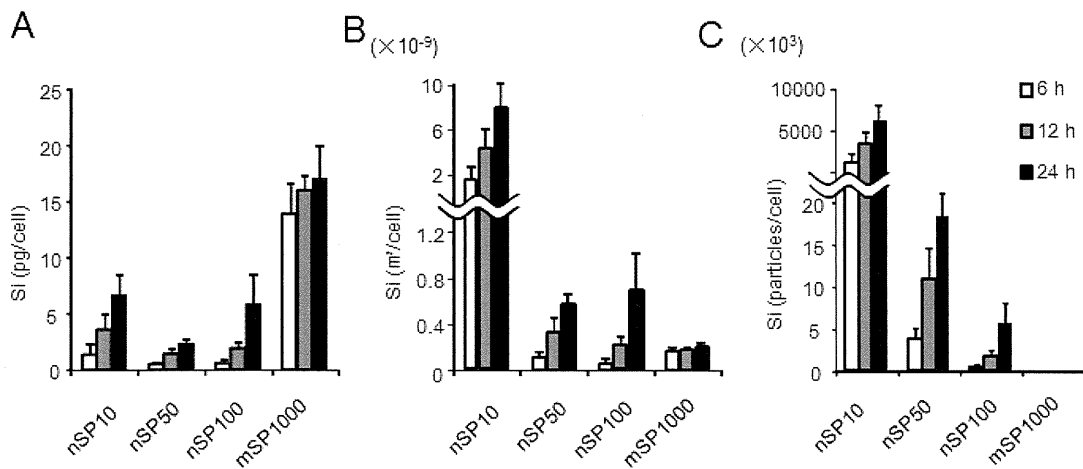 A
Si (pg/cell)
25
20
15
10
5
0
nSP10
nSP50
nSP100
mSP1000
B
(×10⁻⁹)
Si (m²/cell)
10
8
6
4
2
1.2
0.8
0.4
0
nSP10
nSP50
nSP100
mSP1000
C
(×10³)
Si (particles/cell)
10000
5000
20
15
10
5
0
nSP10
nSP50
nSP100
mSP1000
6 h
12 h
24 h